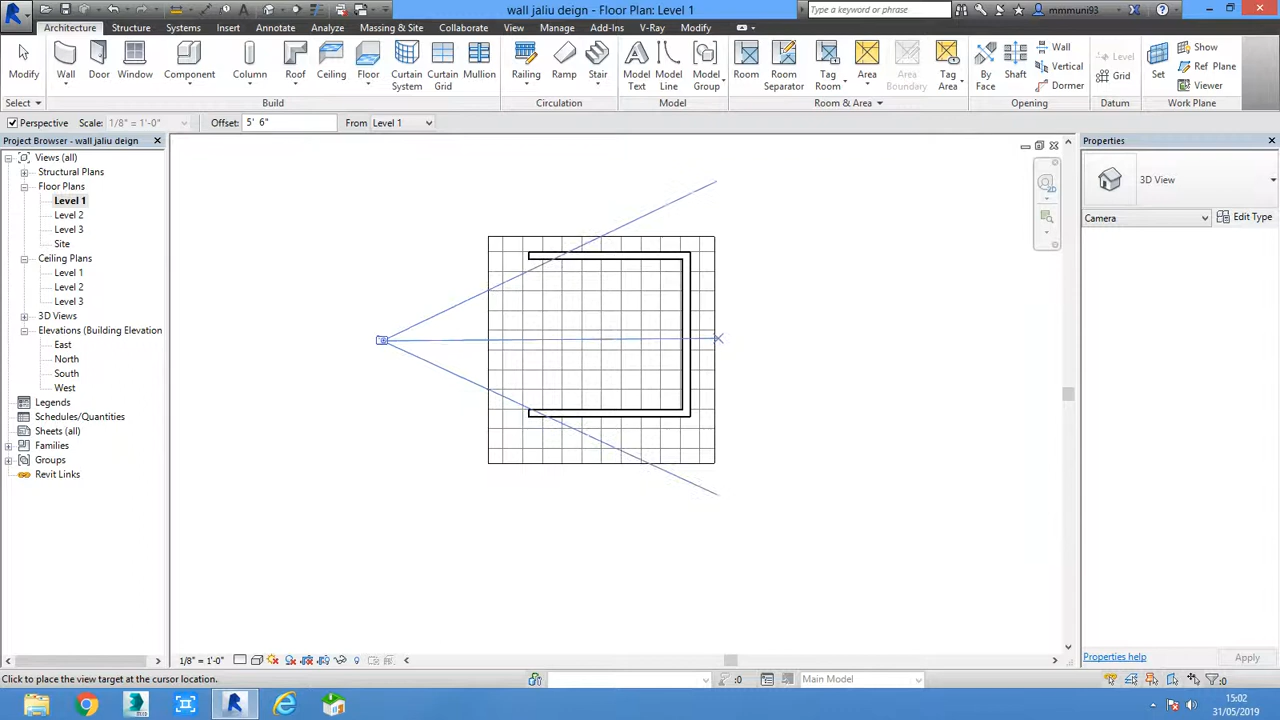 wall jaliu deign - Floor Plan: Level 1
Type a keyword or phrase
mmmuni93
Architecture Structure Systems Insert Annotate Analyze Massing & Site Collaborate View Manage Add-Ins V-Ray Modify
Modify Wall Door Window Component Column Roof Ceiling Floor Curtain System Curtain Grid Mullion Railing Ramp Stair Model Text Model Line Model Group Room Room Separator Tag Room Area Area Boundary Tag Area By Face Shaft Wall Vertical Dormer Level Grid Set Show Ref Plane Viewer
Select Build Circulation Model Room & Area Opening Datum Work Plane
Perspective Scale: 1/8" = 1'-0" Offset: 5' 6" From Level 1
Project Browser - wall jaliu deign
Views (all)
Structural Plans
Floor Plans
Level 1
Level 2
Level 3
Site
Ceiling Plans
Level 1
Level 2
Level 3
3D Views
Elevations (Building Elevation
East
North
South
West
Legends
Schedules/Quantities
Sheets (all)
Families
Groups
Revit Links
2D
Properties
3D View
Camera
Edit Type
Properties help
Apply
1/8" = 1'-0"
Click to place the view target at the cursor location.
:0
Main Model
:0
15:02
31/05/2019